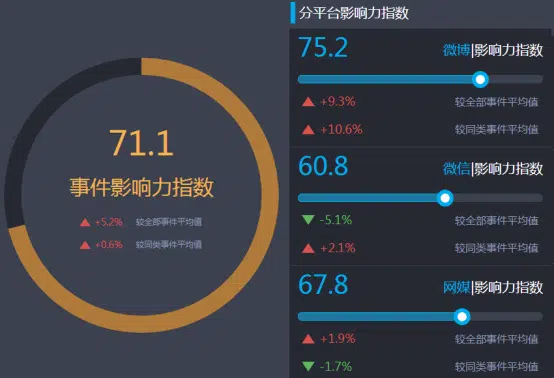 71.1
事件影响力指数
+5.2% 较全部事件平均值
+0.6% 较同类事件平均值
分平台影响力指数
75.2 微博|影响力指数
+9.3% 较全部事件平均值
+10.6% 较同类事件平均值
60.8 微信|影响力指数
-5.1% 较全部事件平均值
+2.1% 较同类事件平均值
67.8 网媒|影响力指数
+1.9% 较全部事件平均值
-1.7% 较同类事件平均值